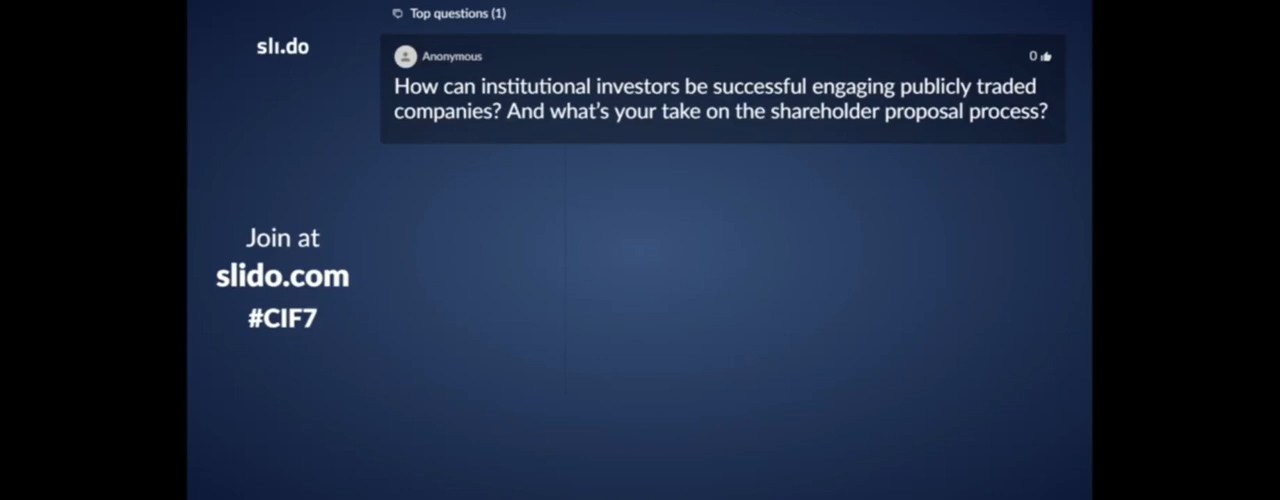 Top questions (1)
sli.do
Anonymous
0
How can institutional investors be successful engaging publicly traded
companies? And what's your take on the shareholder proposal process?
Join at
slido.com
#CIF7